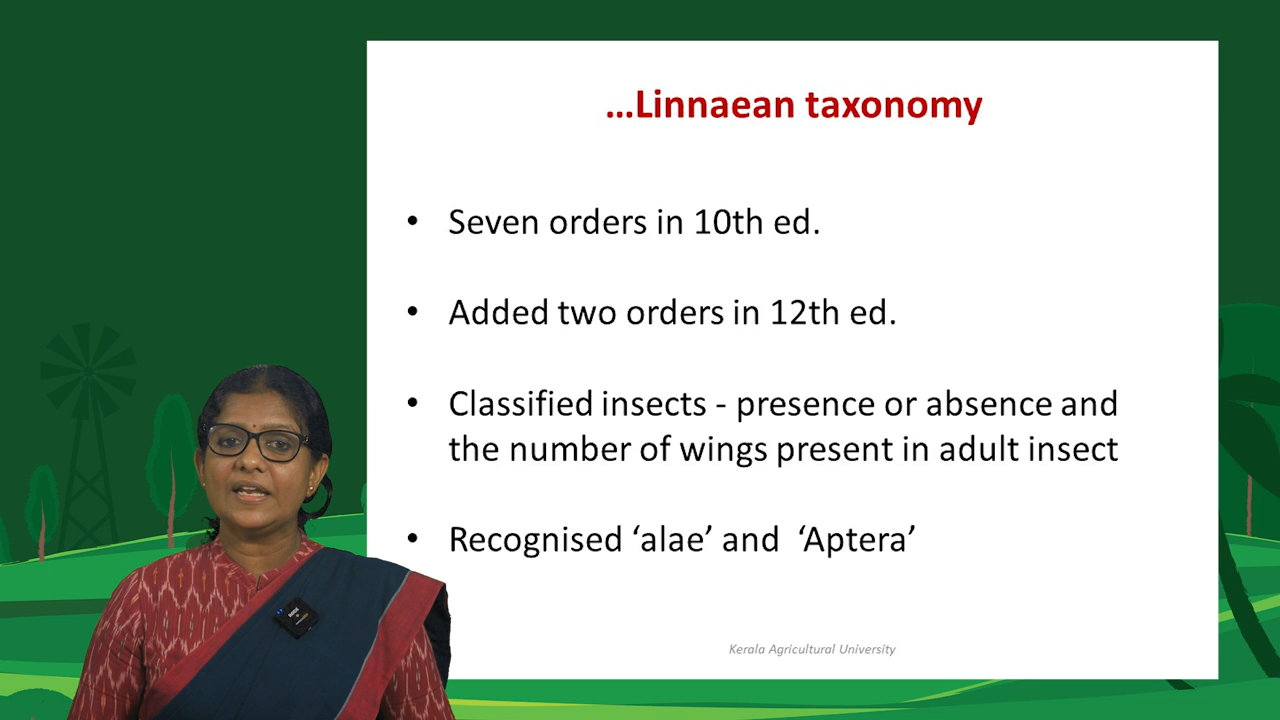 ...Linnaean taxonomy
• Seven orders in 10th ed.
• Added two orders in 12th ed.
• Classified insects - presence or absence and
the number of wings present in adult insect
• Recognised ‘alae’ and ‘Aptera’
Kerala Agricultural University